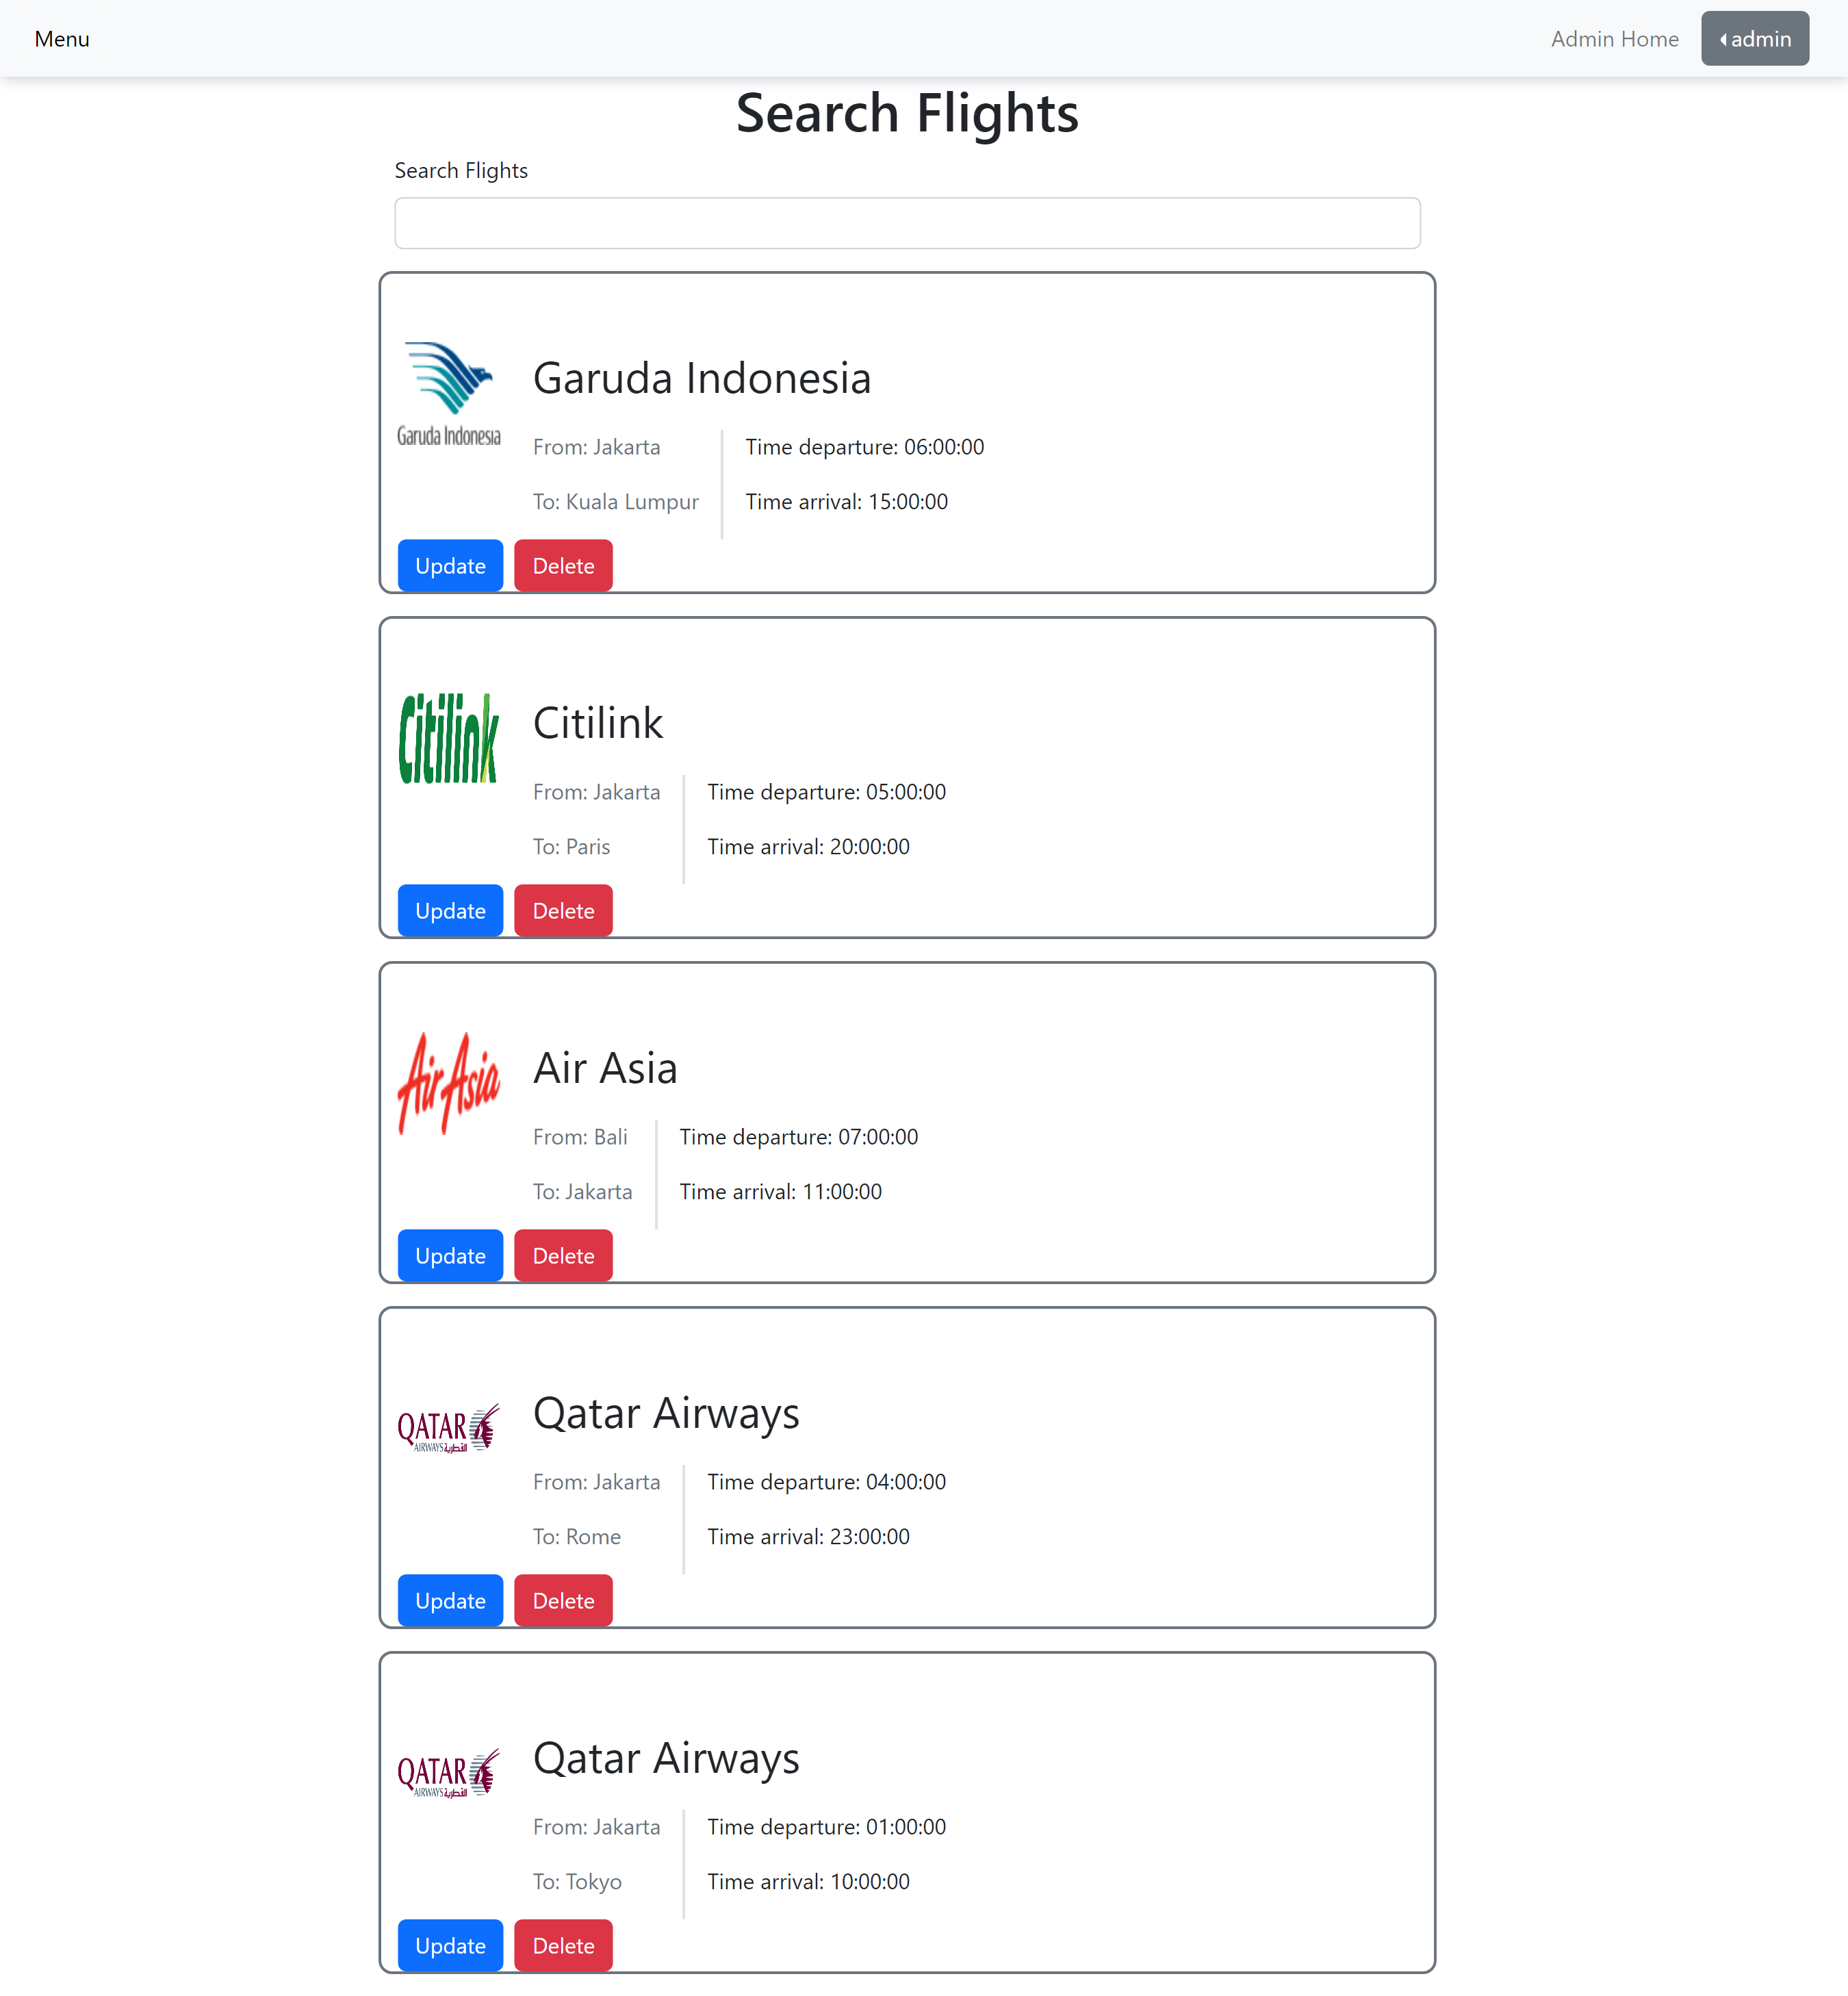 Menu
Admin Home
admin
Search Flights
Search Flights
Garuda Indonesia
Garuda Indonesia
From: Jakarta
Time departure: 06:00:00
To: Kuala Lumpur
Time arrival: 15:00:00
Update
Delete
Citilink
Citilink
From: Jakarta
Time departure: 05:00:00
To: Paris
Time arrival: 20:00:00
Update
Delete
Air Asia
Air Asia
From: Bali
Time departure: 07:00:00
To: Jakarta
Time arrival: 11:00:00
Update
Delete
Qatar Airways
QATAR
AIRWAYS القطرية
From: Jakarta
Time departure: 04:00:00
To: Rome
Time arrival: 23:00:00
Update
Delete
Qatar Airways
QATAR
AIRWAYS القطرية
From: Jakarta
Time departure: 01:00:00
To: Tokyo
Time arrival: 10:00:00
Update
Delete